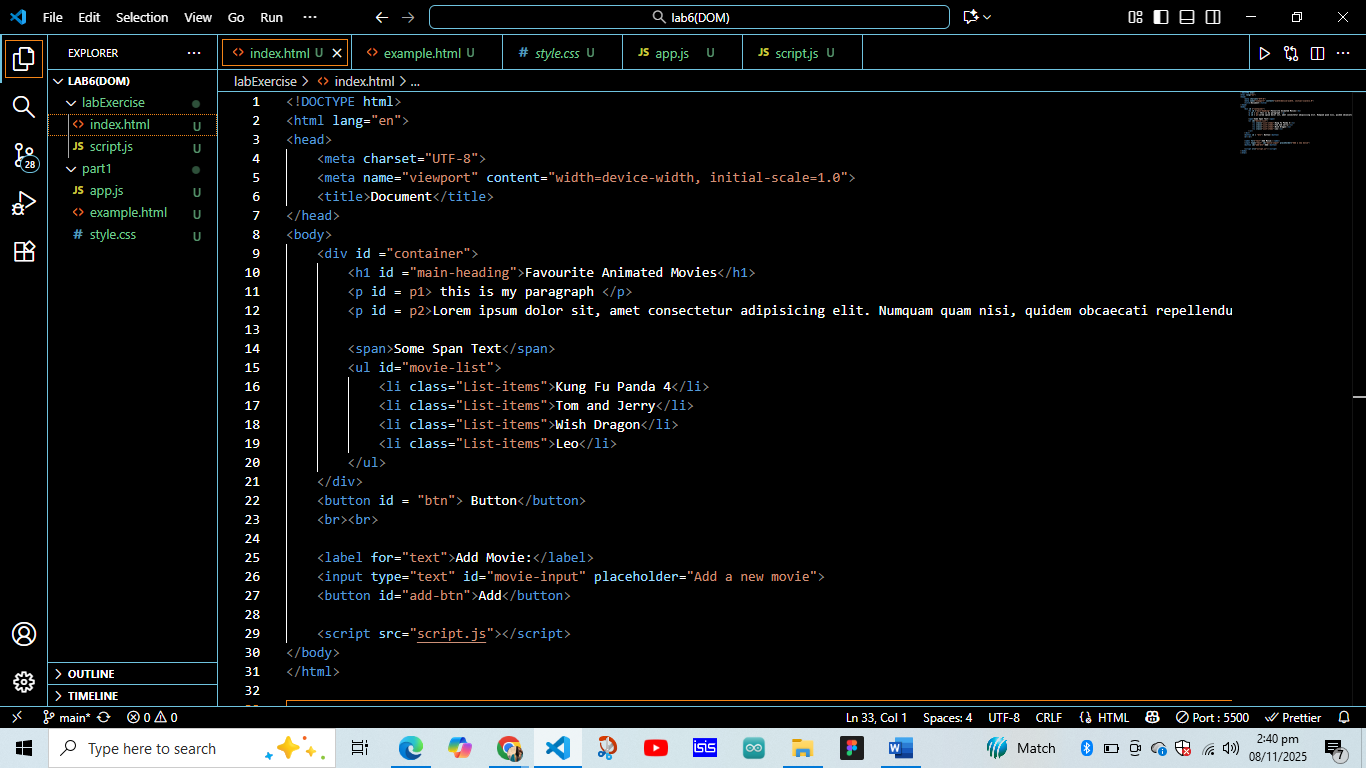 File Edit Selection View Go Run ··· lab6(DOM)
EXPLORER ···
LAB6(DOM)
labExercise
<> index.html U
JS script.js U
part1
JS app.js U
<> example.html U
# style.css U
OUTLINE
TIMELINE
28
<> index.html U × <> example.html U # style.css U JS app.js U JS script.js U
labExercise > <> index.html > ...
1 <!DOCTYPE html>
2 <html lang="en">
3 <head>
4 <meta charset="UTF-8">
5 <meta name="viewport" content="width=device-width, initial-scale=1.0">
6 <title>Document</title>
7 </head>
8 <body>
9 <div id ="container">
10 <h1 id ="main-heading">Favourite Animated Movies</h1>
11 <p id = p1> this is my paragraph </p>
12 <p id = p2>Lorem ipsum dolor sit, amet consectetur adipisicing elit. Numquam quam nisi, quidem obcaecati repellendu
13
14 <span>Some Span Text</span>
15 <ul id="movie-list">
16 <li class="List-items">Kung Fu Panda 4</li>
17 <li class="List-items">Tom and Jerry</li>
18 <li class="List-items">Wish Dragon</li>
19 <li class="List-items">Leo</li>
20 </ul>
21 </div>
22 <button id = "btn"> Button</button>
23 <br><br>
24
25 <label for="text">Add Movie:</label>
26 <input type="text" id="movie-input" placeholder="Add a new movie">
27 <button id="add-btn">Add</button>
28
29 <script src="script.js"></script>
30 </body>
31 </html>
32
main* 0 0 Ln 33, Col 1 Spaces: 4 UTF-8 CRLF {} HTML Port : 5500 Prettier
Type here to search isis Match 2:40 pm
08/11/2025 7